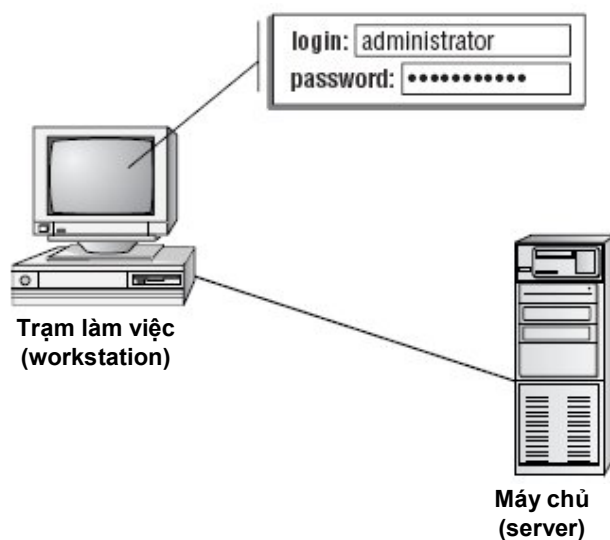 login: administrator
password: •••••••••••
Trạm làm việc
(workstation)
Máy chủ
(server)